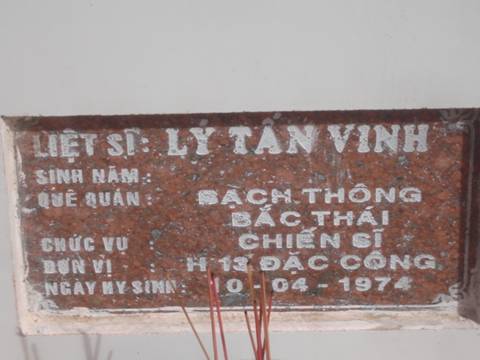 LIỆT SĨ: LÝ TẤN VINH
SINH NĂM:
QUÊ QUÁN: BẠCH THÔNG
BẮC THÁI
CHỨC VỤ: CHIẾN SĨ
ĐƠN VỊ: H 13 ĐẶC CÔNG
NGÀY HY SINH: - 04 - 1974